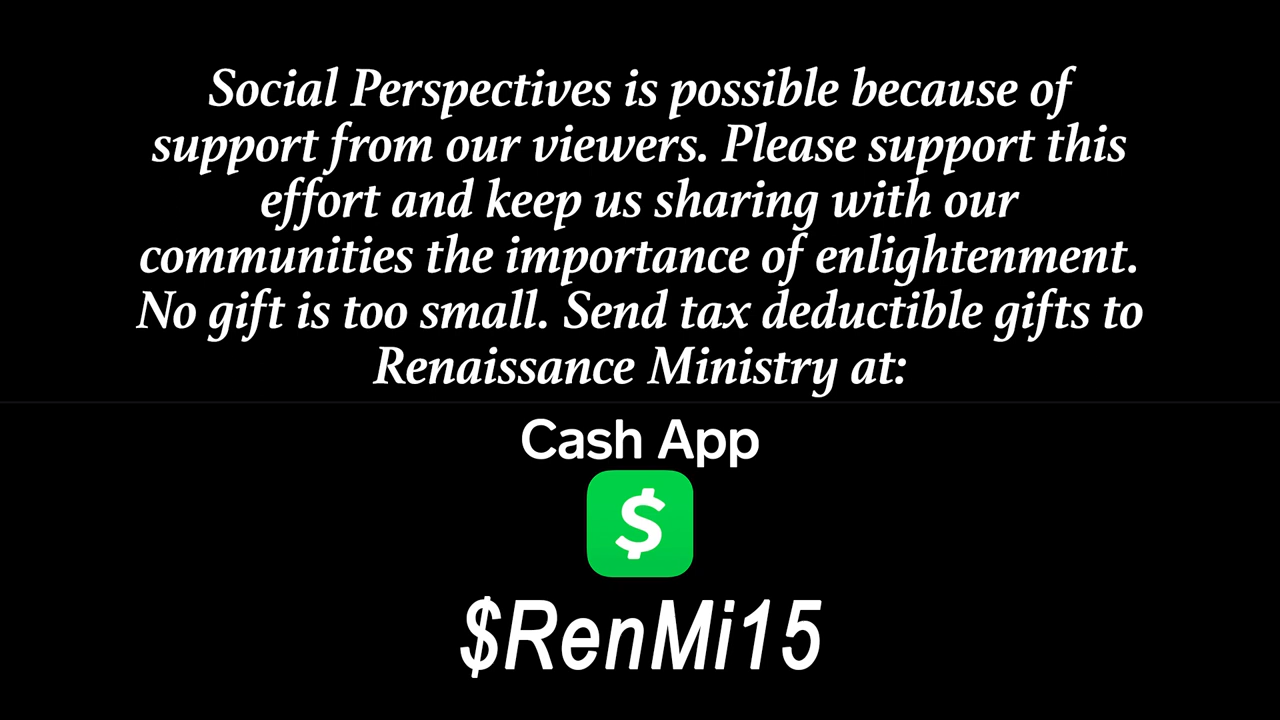 Social Perspectives is possible because of
support from our viewers. Please support this
effort and keep us sharing with our
communities the importance of enlightenment.
No gift is too small. Send tax deductible gifts to
Renaissance Ministry at:
Cash App
$
$RenMi15